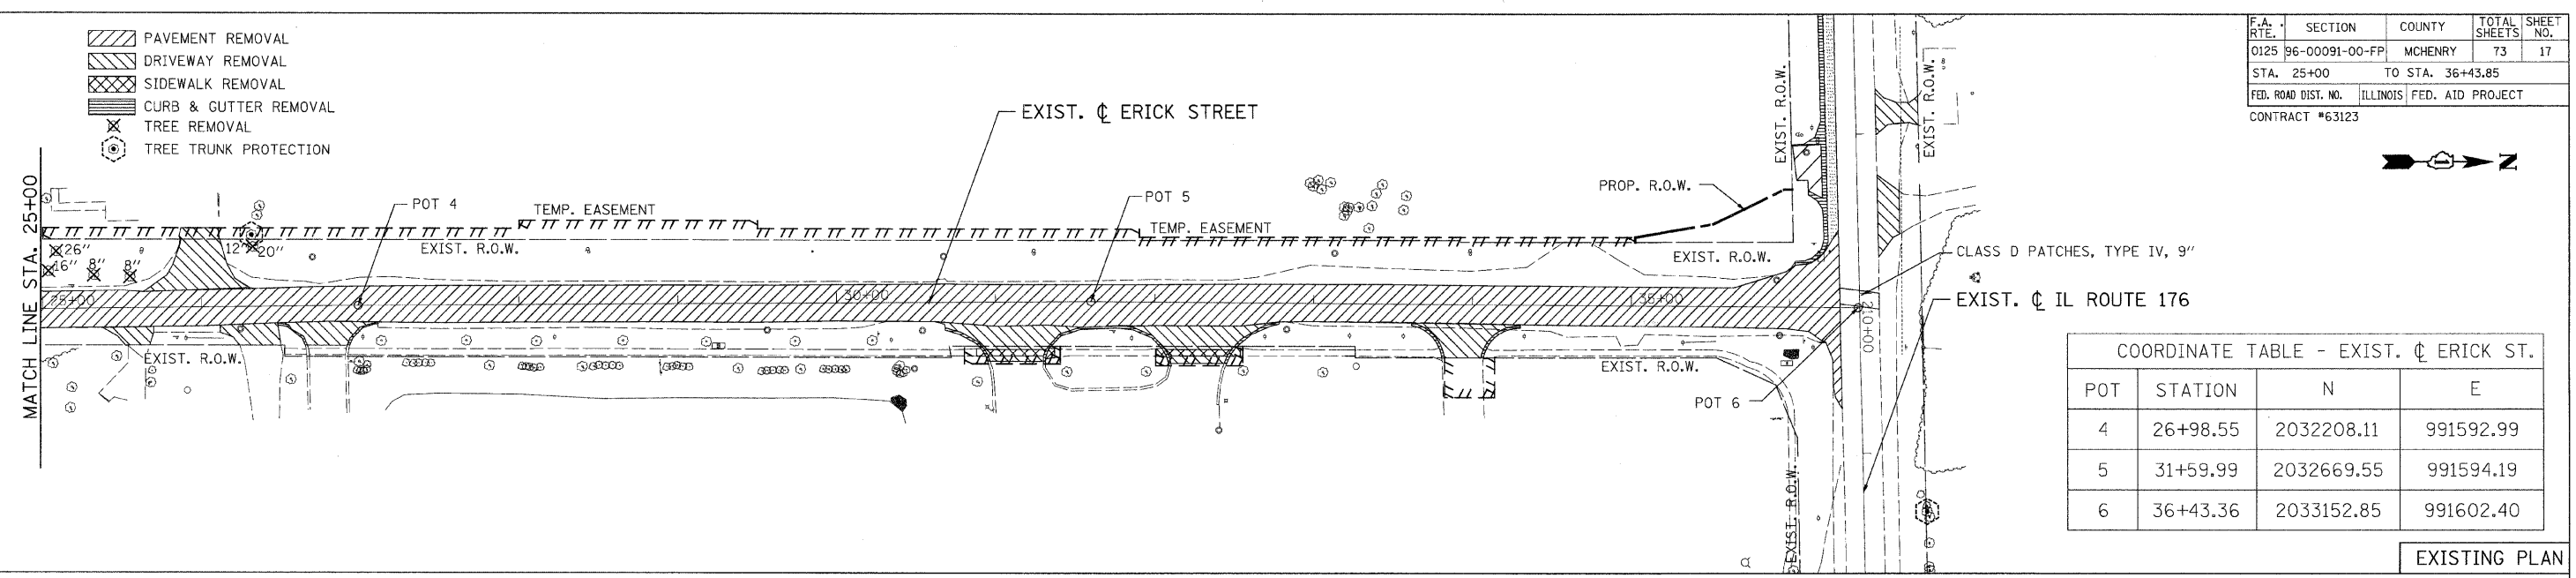 PAVEMENT REMOVAL
DRIVEWAY REMOVAL
SIDEWALK REMOVAL
CURB & GUTTER REMOVAL
TREE REMOVAL
TREE TRUNK PROTECTION
F.A. RTE. SECTION COUNTY TOTAL SHEETS SHEET NO.
0125 96-00091-00-FP MCHENRY 73 17
STA. 25+00 TO STA. 36+43.85
FED. ROAD DIST. NO. ILLINOIS FED. AID PROJECT
CONTRACT #63123
N
MATCH LINE STA. 25+00
EXIST. ℄ ERICK STREET
POT 4
POT 5
TEMP. EASEMENT
TEMP. EASEMENT
PROP. R.O.W.
EXIST. R.O.W.
EXIST. R.O.W.
EXIST. R.O.W.
EXIST. R.O.W.
26"
16"
8"
8"
12"
20"
25+00
30+00
35+00
210+00
CLASS D PATCHES, TYPE IV, 9"
EXIST. ℄ IL ROUTE 176
EXIST. R.O.W.
EXIST. R.O.W.
POT 6
EXIST. R.O.W.
COORDINATE TABLE - EXIST. ℄ ERICK ST.
POT STATION N E
4 26+98.55 2032208.11 991592.99
5 31+59.99 2032669.55 991594.19
6 36+43.36 2033152.85 991602.40
EXISTING PLAN